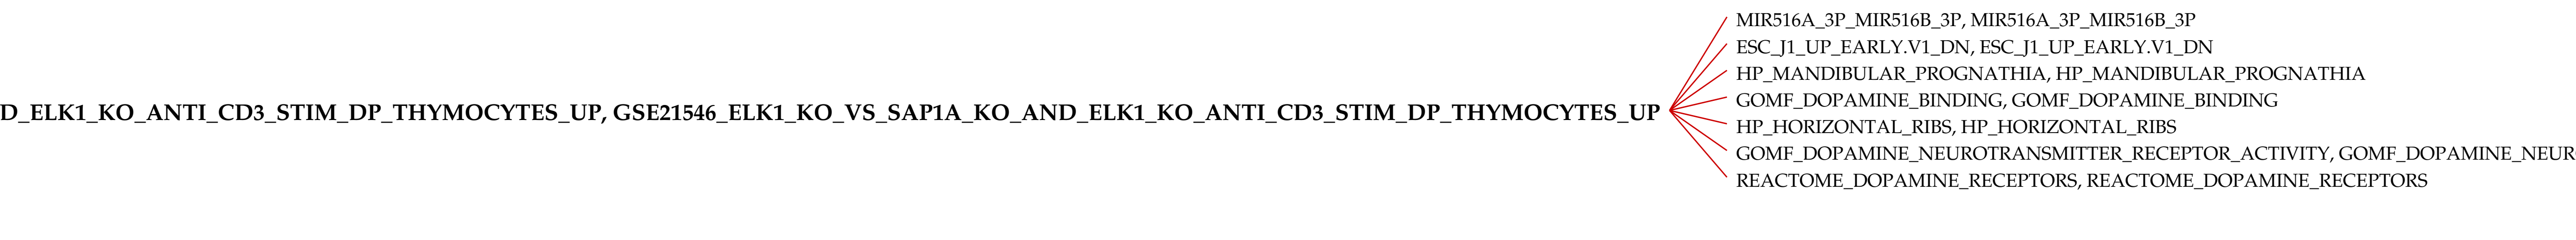 MIR516A_3P_MIR516B_3P, MIR516A_3P_MIR516B_3P
ESC_J1_UP_EARLY.V1_DN, ESC_J1_UP_EARLY.V1_DN
HP_MANDIBULAR_PROGNATHIA, HP_MANDIBULAR_PROGNATHIA
GOMF_DOPAMINE_BINDING, GOMF_DOPAMINE_BINDING
D_ELK1_KO_ANTI_CD3_STIM_DP_THYMOCYTES_UP, GSE21546_ELK1_KO_VS_SAP1A_KO_AND_ELK1_KO_ANTI_CD3_STIM_DP_THYMOCYTES_UP
HP_HORIZONTAL_RIBS, HP_HORIZONTAL_RIBS
GOMF_DOPAMINE_NEUROTRANSMITTER_RECEPTOR_ACTIVITY, GOMF_DOPAMINE_NEUR
REACTOME_DOPAMINE_RECEPTORS, REACTOME_DOPAMINE_RECEPTORS